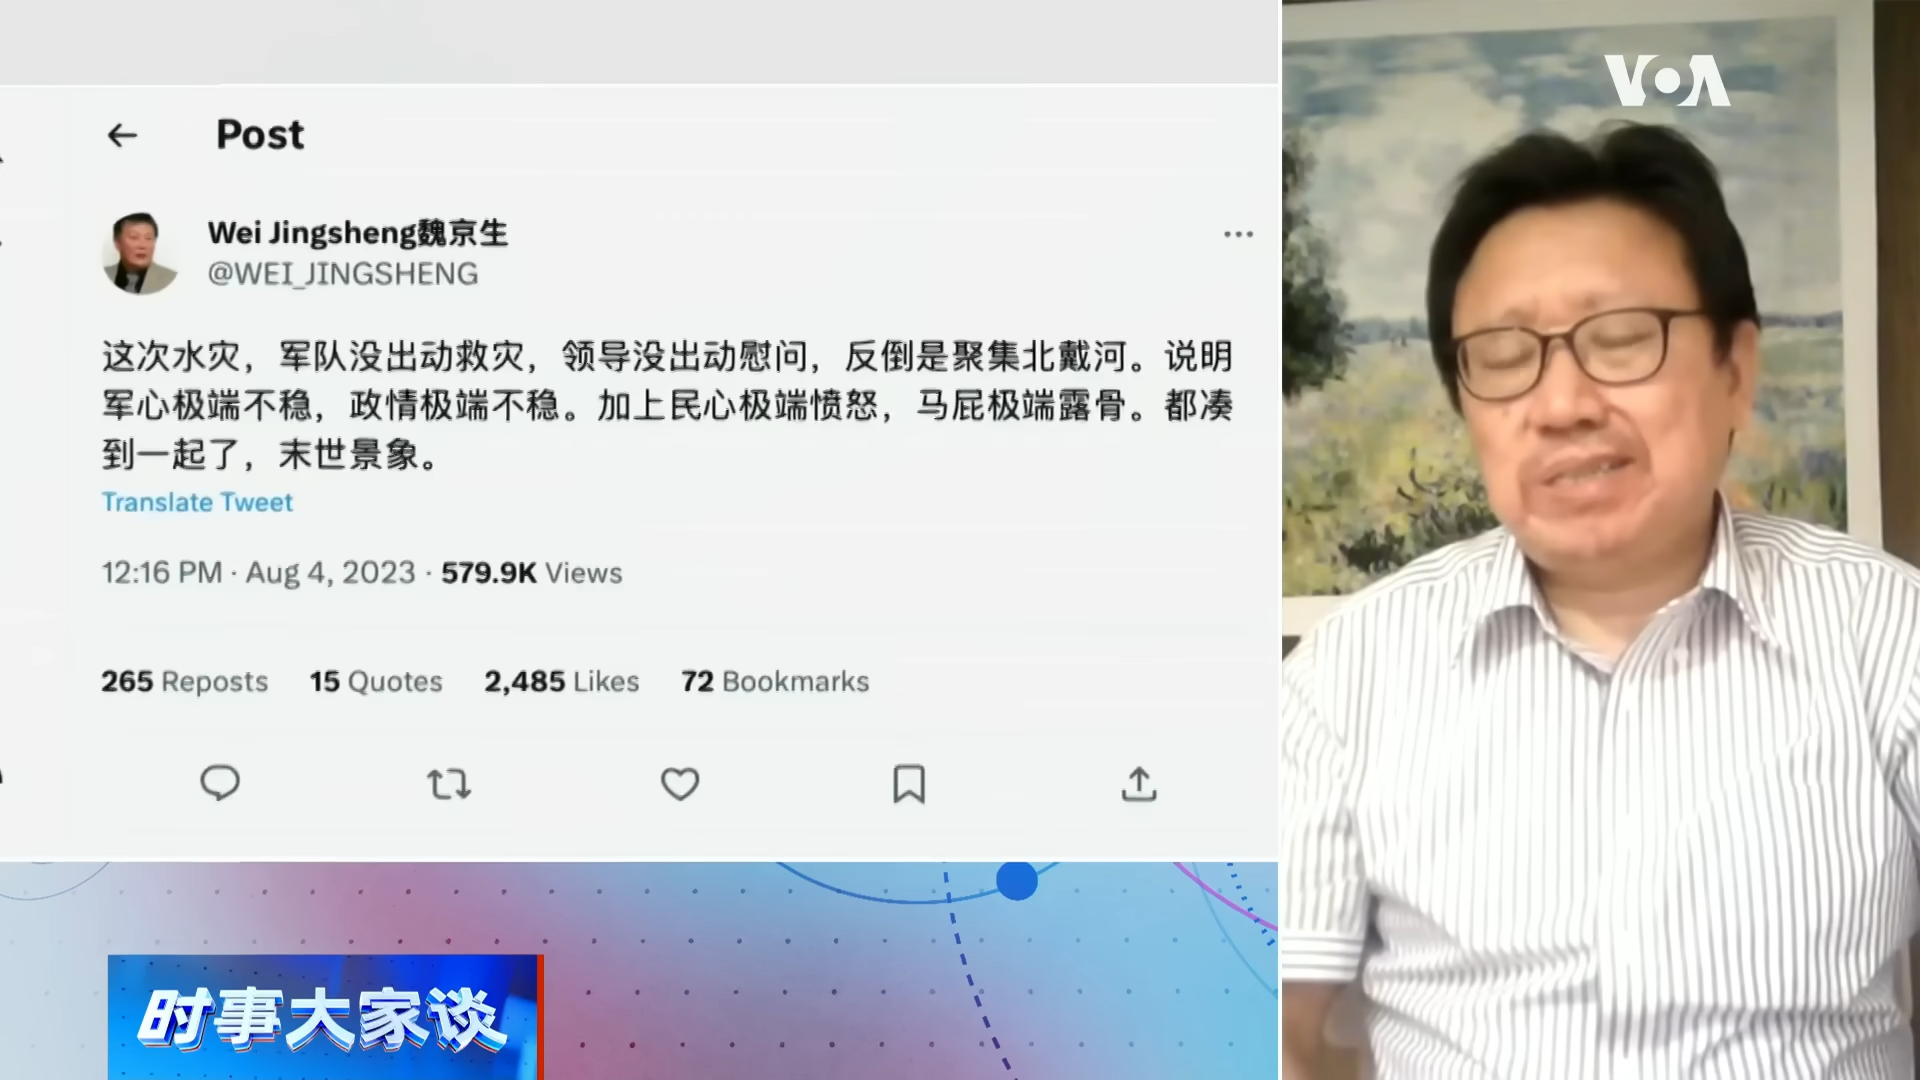 VOA
Post
Wei Jingsheng魏京生
@WEI_JINGSHENG
这次水灾，军队没出动救灾，领导没出动慰问，反倒是聚集北戴河。说明
军心极端不稳，政情极端不稳。加上民心极端愤怒，马屁极端露骨。都凑
到一起了，末世景象。
Translate Tweet
12:16 PM · Aug 4, 2023 · 579.9K Views
265 Reposts 15 Quotes 2,485 Likes 72 Bookmarks
时事大家谈